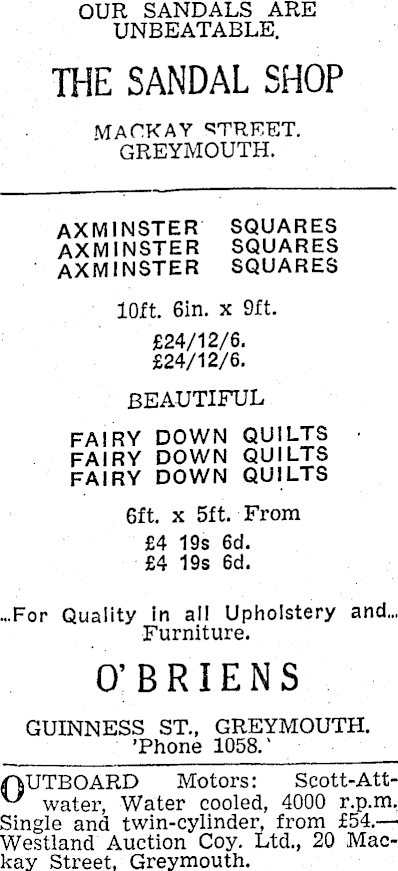 OUR SANDALS ARE
UNBEATABLE.
THE SANDAL SHOP
MACKAY STREET.
GREYMOUTH.
AXMINSTER SQUARES
AXMINSTER SQUARES
AXMINSTER SQUARES
10ft. 6in. x 9ft.
£24/12/6.
£24/12/6.
BEAUTIFUL
FAIRY DOWN QUILTS
FAIRY DOWN QUILTS
FAIRY DOWN QUILTS
6ft. x 5ft. From
£4 19s 6d.
£4 19s 6d.
...For Quality in all Upholstery and...
Furniture.
O'BRIENS
GUINNESS ST., GREYMOUTH.
'Phone 1058.'
OUTBOARD Motors: Scott-Att-
water, Water cooled, 4000 r.p.m.
Single and twin-cylinder, from £54.—
Westland Auction Coy. Ltd., 20 Mac-
kay Street, Greymouth.